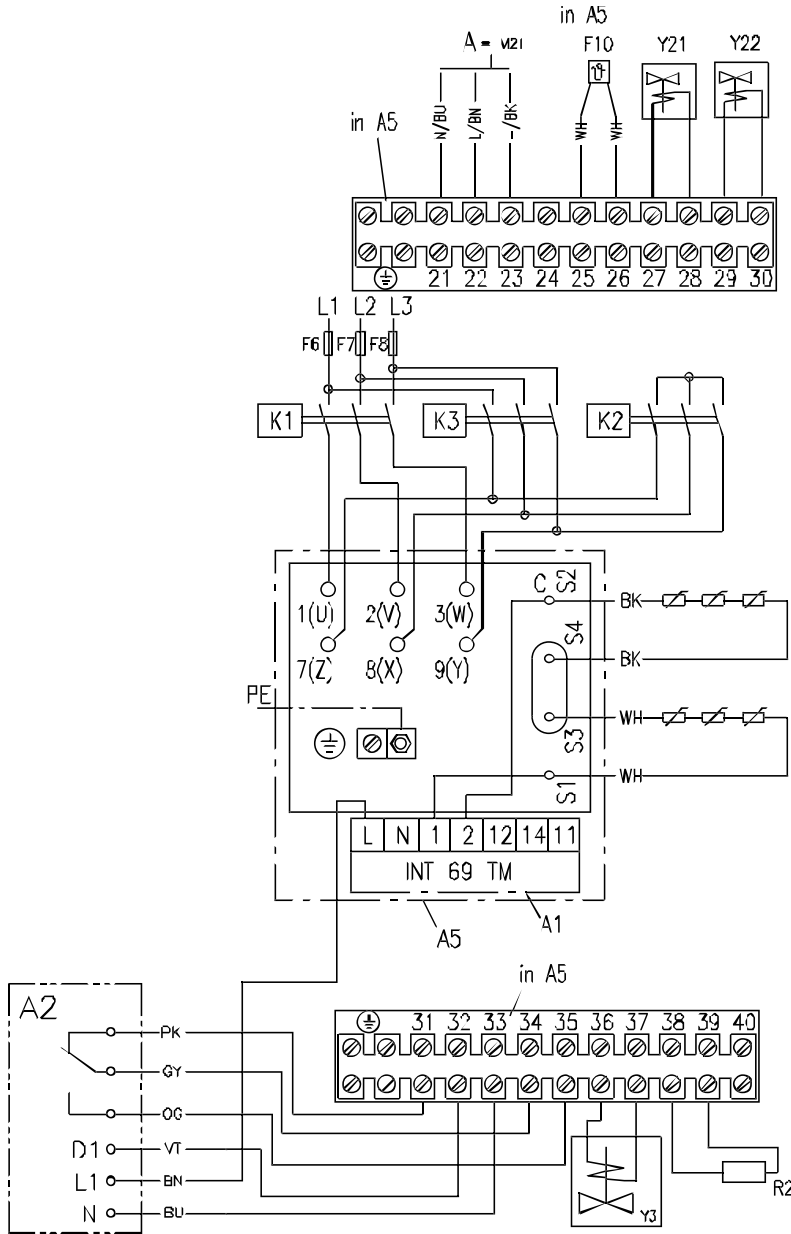 in A5
A = M21
F10
Y21
Y22
in A5
N/BU
L/BN
-/BK
WH
WH
21 22 23 24 25 26 27 28 29 30
L1 L2 L3
F6 F7 F8
K1
K3
K2
1(U)
2(V)
3(W)
C
S2
BK
7(Z)
8(X)
9(Y)
S4
BK
PE
WH
S3
S1
WH
L N 1 2 12 14 11
INT 69 TM
A5
A1
in A5
A2
31 32 33 34 35 36 37 38 39 40
PK
GY
OG
D1
VT
L1
BN
N
BU
Y3
R2